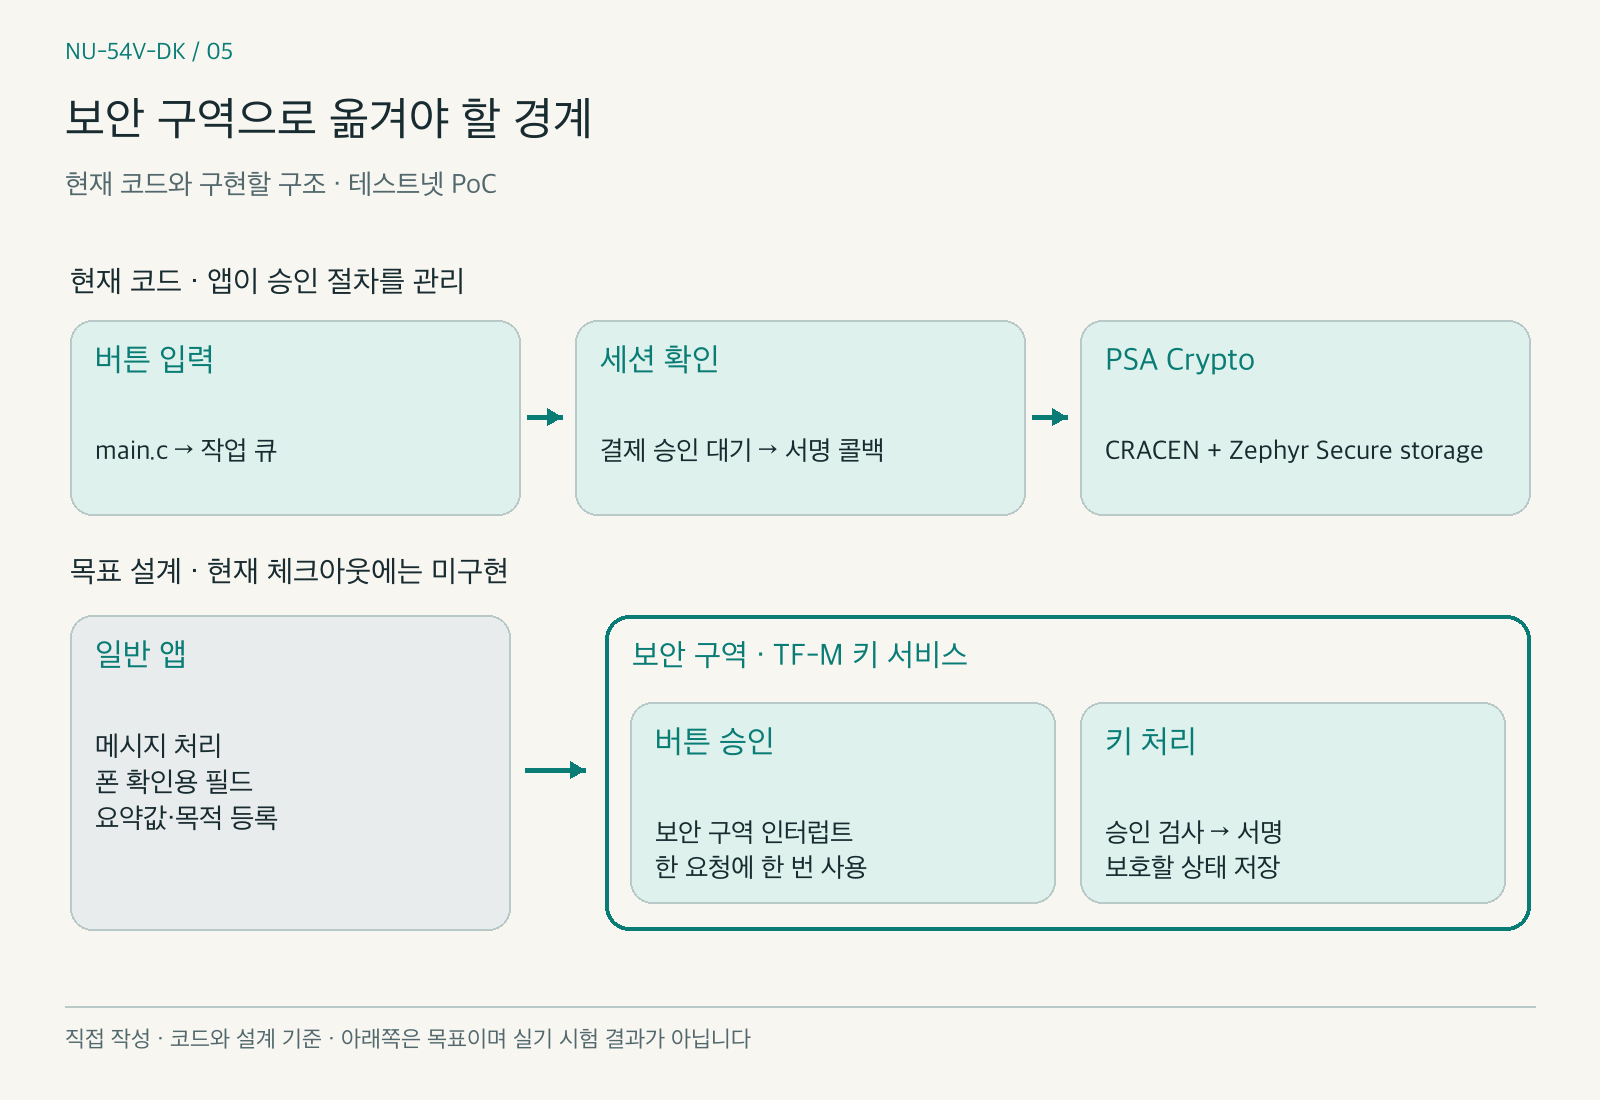 NU-54V-DK / 05
보안 구역으로 옮겨야 할 경계
현재 코드와 구현할 구조 · 테스트넷 PoC
현재 코드 · 앱이 승인 절차를 관리
버튼 입력
main.c → 작업 큐
세션 확인
결제 승인 대기 → 서명 콜백
PSA Crypto
CRACEN + Zephyr Secure storage
목표 설계 · 현재 체크아웃에는 미구현
일반 앱
메시지 처리
폰 확인용 필드
요약값·목적 등록
보안 구역 · TF-M 키 서비스
버튼 승인
보안 구역 인터럽트
한 요청에 한 번 사용
키 처리
승인 검사 → 서명
보호할 상태 저장
직접 작성 · 코드와 설계 기준 · 아래쪽은 목표이며 실기 시험 결과가 아닙니다